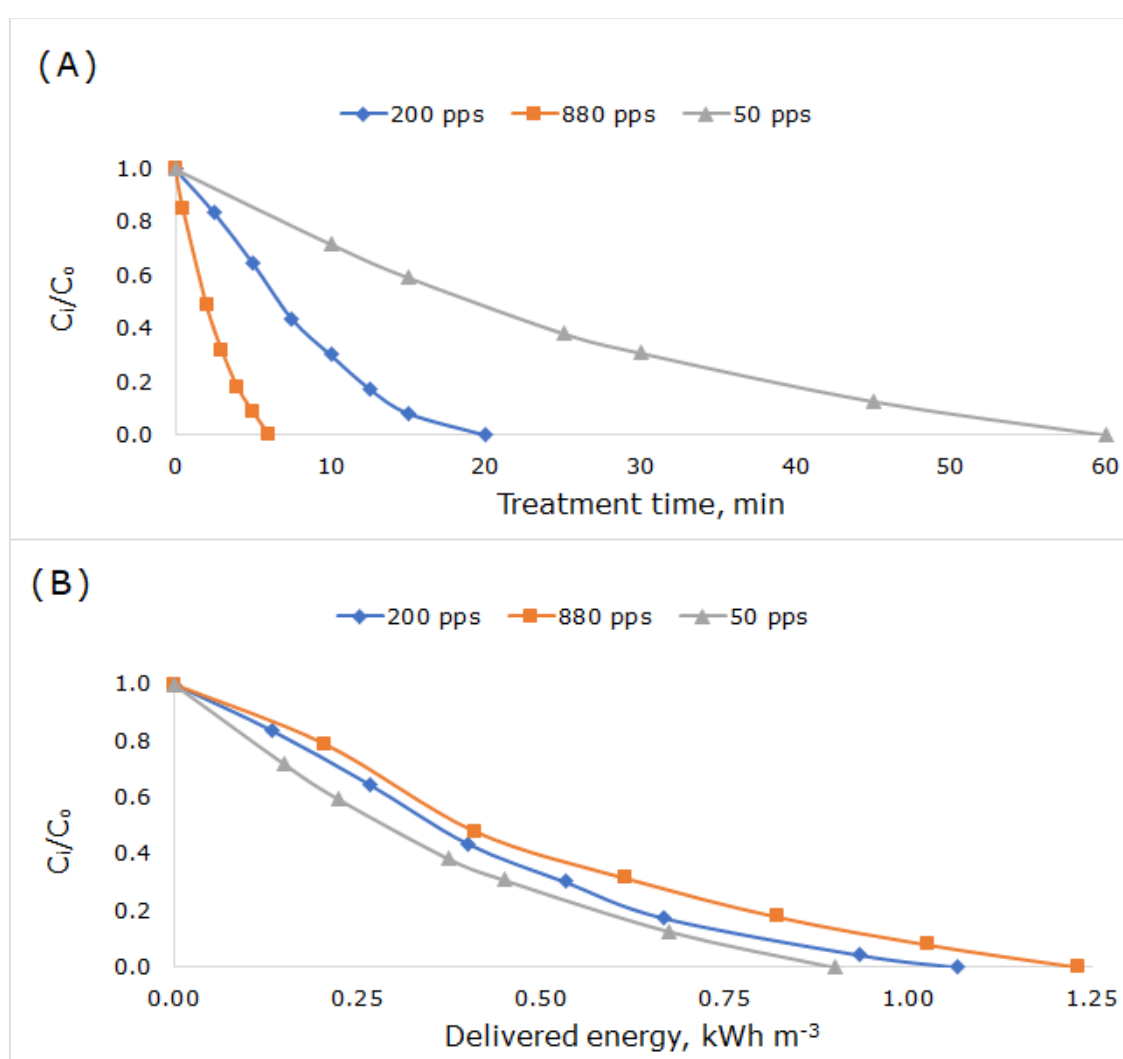 (A)
200 pps 880 pps 50 pps
1.0
0.8
0.6
0.4
0.2
0.0
Cᵢ/Cₒ
0 10 20 30 40 50 60
Treatment time, min
(B)
200 pps 880 pps 50 pps
1.0
0.8
0.6
0.4
0.2
0.0
Cᵢ/Cₒ
0.00 0.25 0.50 0.75 1.00 1.25
Delivered energy, kWh m⁻³